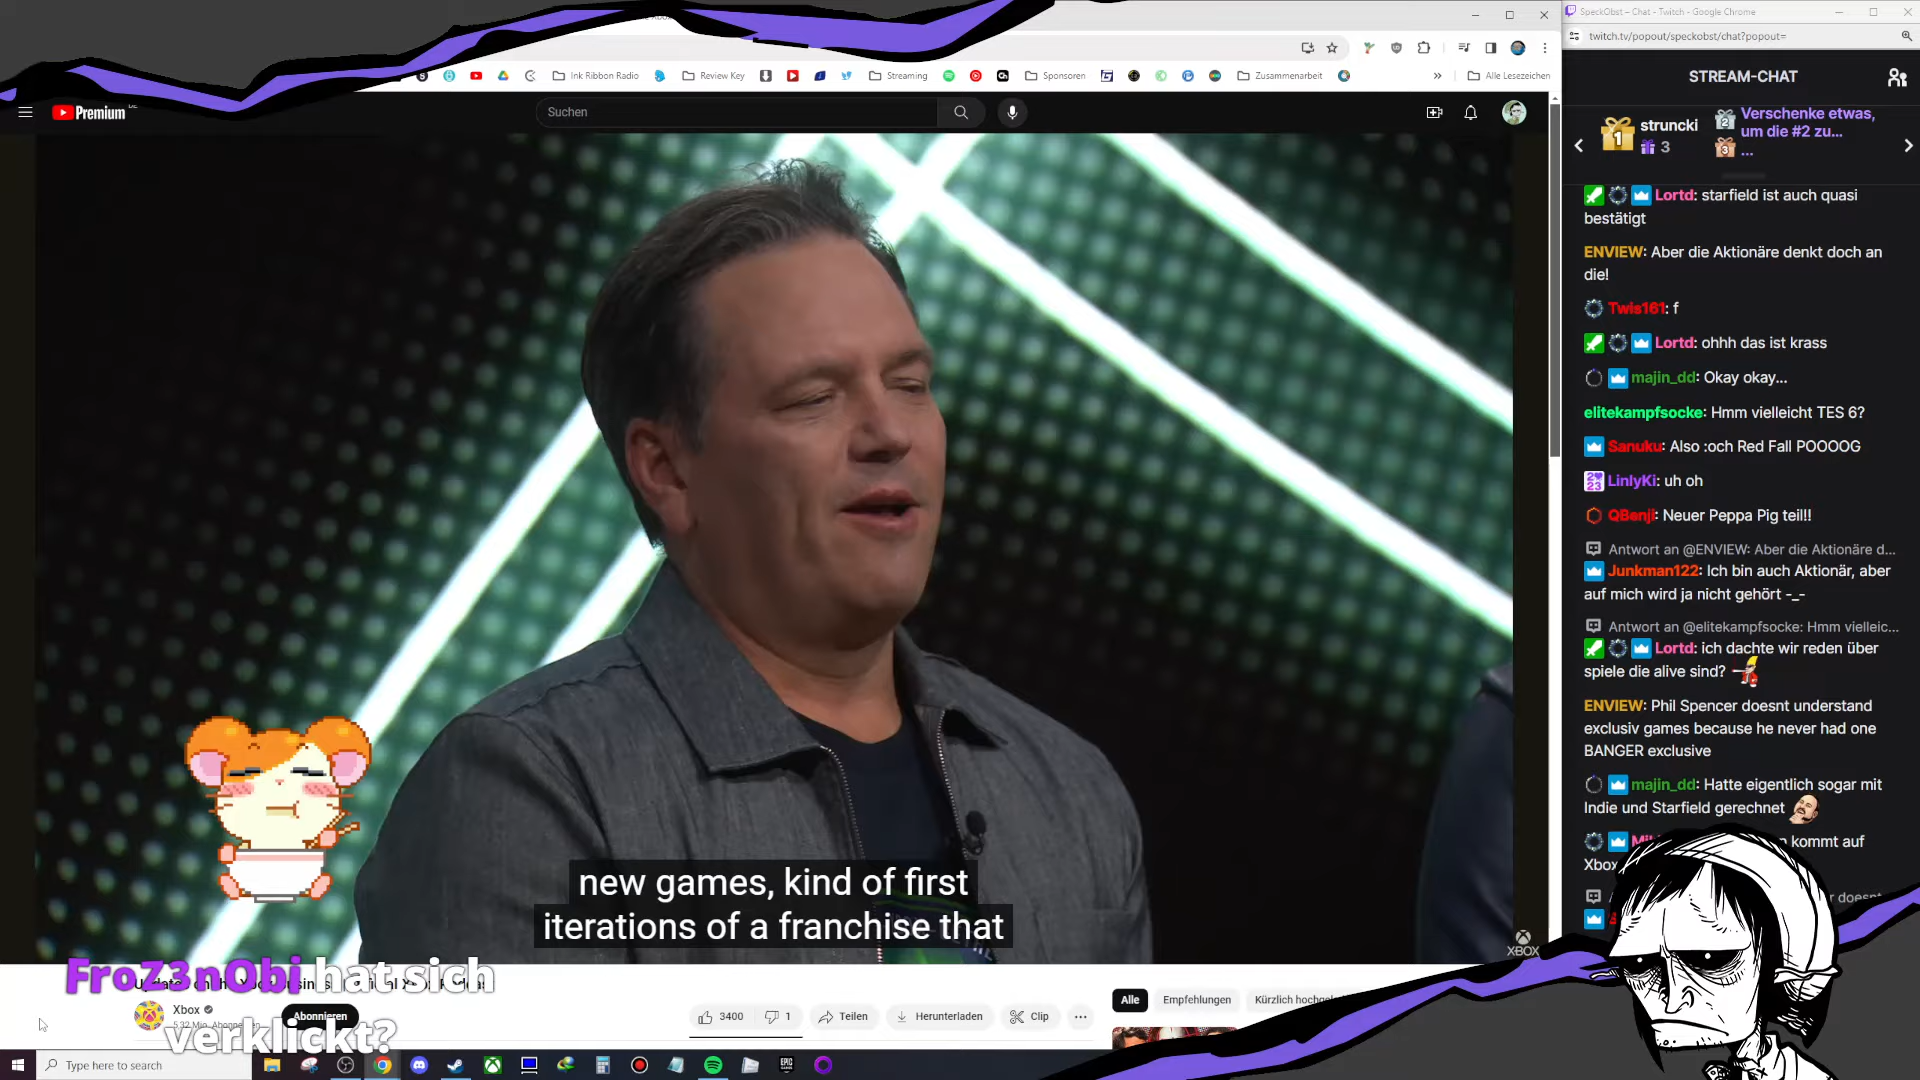 SpeckObst – Chat - Twitch - Google Chrome
twitch.tv/popout/speckobst/chat?popout=
Ink Ribbon Radio
Review Key
Streaming
Sponsoren
Zusammenarbeit
Alle Lesezeichen
Premium
DE
Suchen
STREAM-CHAT
1
struncki
3
2
3
Verschenke etwas,
um die #2 zu...
...
Lortd: starfield ist auch quasi
bestätigt
ENVIEW: Aber die Aktionäre denkt doch an
die!
Twis161: f
Lortd: ohhh das ist krass
majin_dd: Okay okay...
elitekampfsocke: Hmm vielleicht TES 6?
Sanuku: Also :och Red Fall POOOOG
LinlyKi: uh oh
QBenji: Neuer Peppa Pig teil!!
Antwort an @ENVIEW: Aber die Aktionäre d...
Junkman122: Ich bin auch Aktionär, aber
auf mich wird ja nicht gehört -_-
Antwort an @elitekampfsocke: Hmm vielleic...
Lortd: ich dachte wir reden über
spiele die alive sind?
ENVIEW: Phil Spencer doesnt understand
exclusiv games because he never had one
BANGER exclusive
majin_dd: Hatte eigentlich sogar mit
Indie und Starfield gerechnet
kommt auf
Xbox
new games, kind of first
iterations of a franchise that
XBOX
FroZ3nObi hat sich
verklickt?
Xbox
Abonnieren
3400
1
Teilen
Herunterladen
Clip
Alle
Empfehlungen
Kürzlich hochge
Type here to search